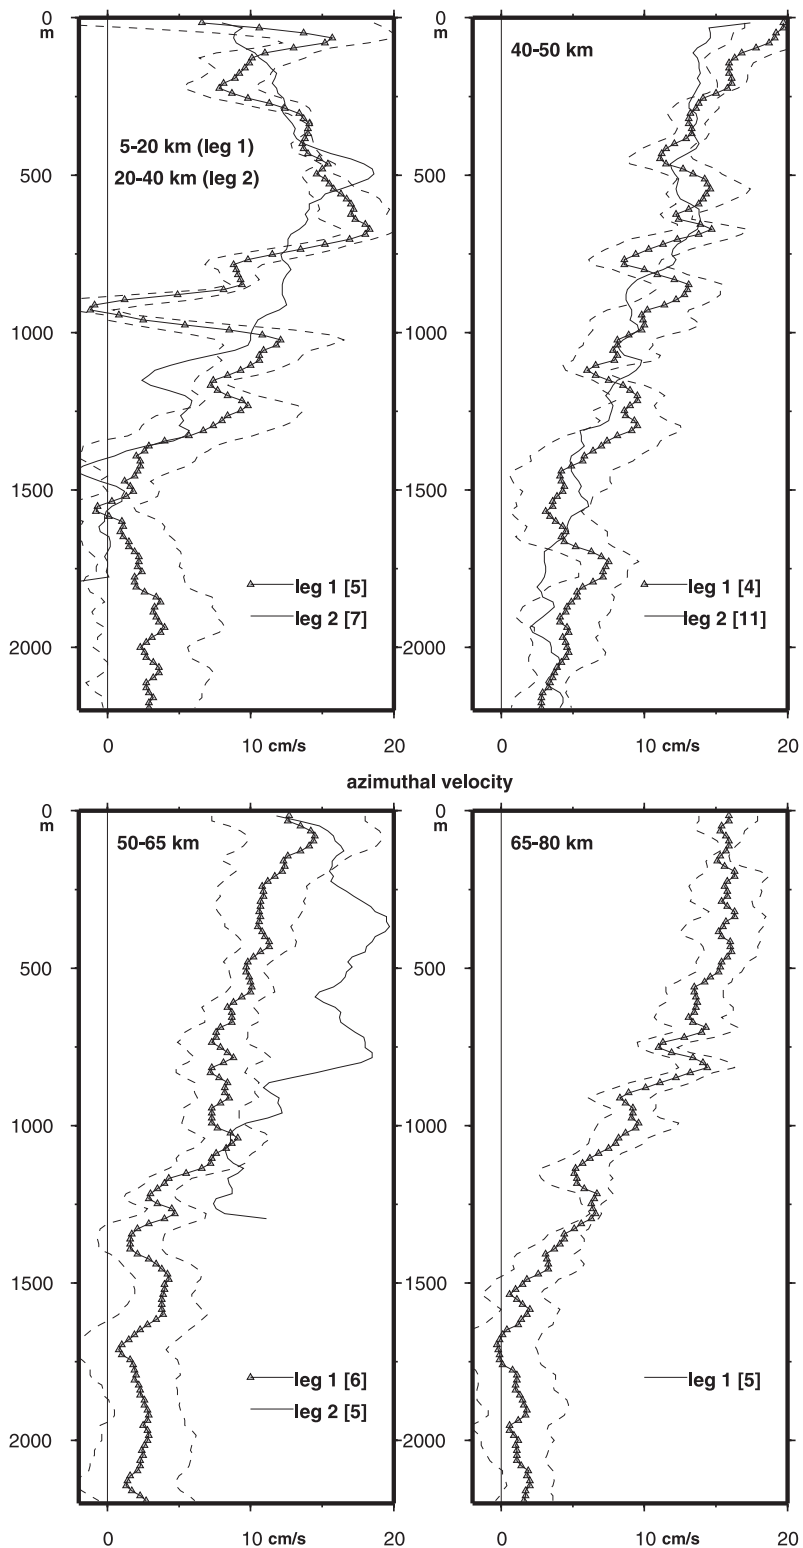 0
m
500
1000
1500
2000
5-20 km (leg 1)
20-40 km (leg 2)
leg 1 [5]
leg 2 [7]
0 10 cm/s 20
0
m
500
1000
1500
2000
40-50 km
leg 1 [4]
leg 2 [11]
0 10 cm/s 20
azimuthal velocity
0
m
500
1000
1500
2000
50-65 km
leg 1 [6]
leg 2 [5]
0 10 cm/s 20
0
m
500
1000
1500
2000
65-80 km
leg 1 [5]
0 10 cm/s 20